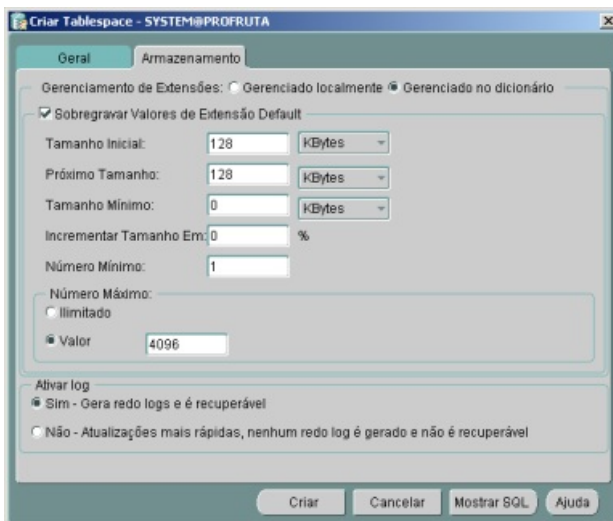 Criar Tablespace - SYSTEM@PROFRUTA
Geral Armazenamento
Gerenciamento de Extensões: Gerenciado localmente Gerenciado no dicionário
Sobregravar Valores de Extensão Default
Tamanho Inicial: 128 KBytes
Próximo Tamanho: 128 KBytes
Tamanho Mínimo: 0 KBytes
Incrementar Tamanho Em: 0 %
Número Mínimo: 1
Número Máximo:
Ilimitado
Valor 4096
Ativar log
Sim - Gera redo logs e é recuperável
Não - Atualizações mais rápidas, nenhum redo log é gerado e não é recuperável
Criar Cancelar Mostrar SQL Ajuda